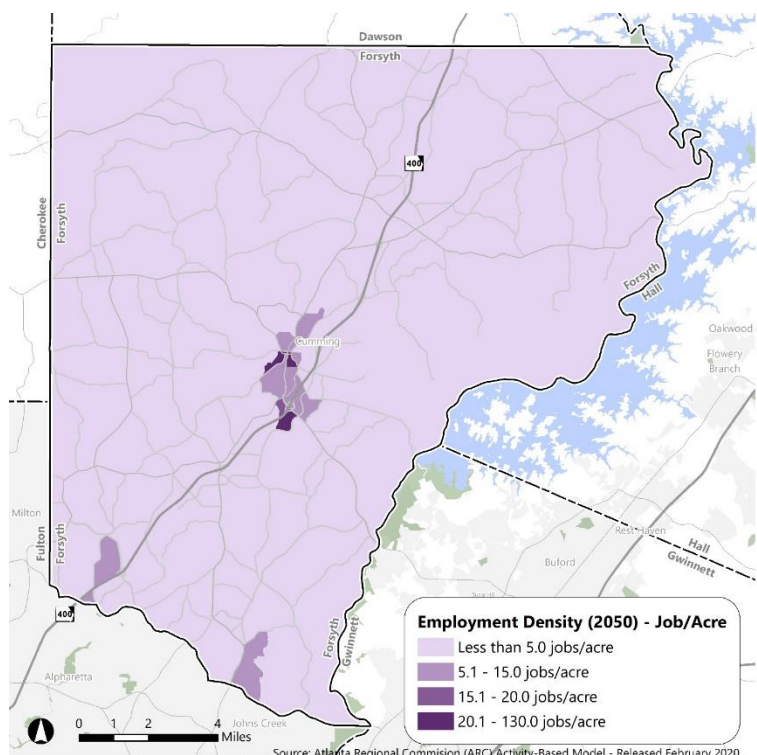 Dawson
Forsyth
400
Cherokee
Forsyth
Forsyth
Hall
Cumming
Oakwood
Flowery
Branch
Milton
Fulton
Forsyth
Rest Haven
Buford
Hall
Gwinnett
Forsyth
Gwinnett
400
Alpharetta
Johns Creek
Employment Density (2050) - Job/Acre
Less than 5.0 jobs/acre
5.1 - 15.0 jobs/acre
15.1 - 20.0 jobs/acre
20.1 - 130.0 jobs/acre
0 1 2 4
Miles
Source: Atlanta Regional Commision (ARC) Activity-Based Model - Released February 2020